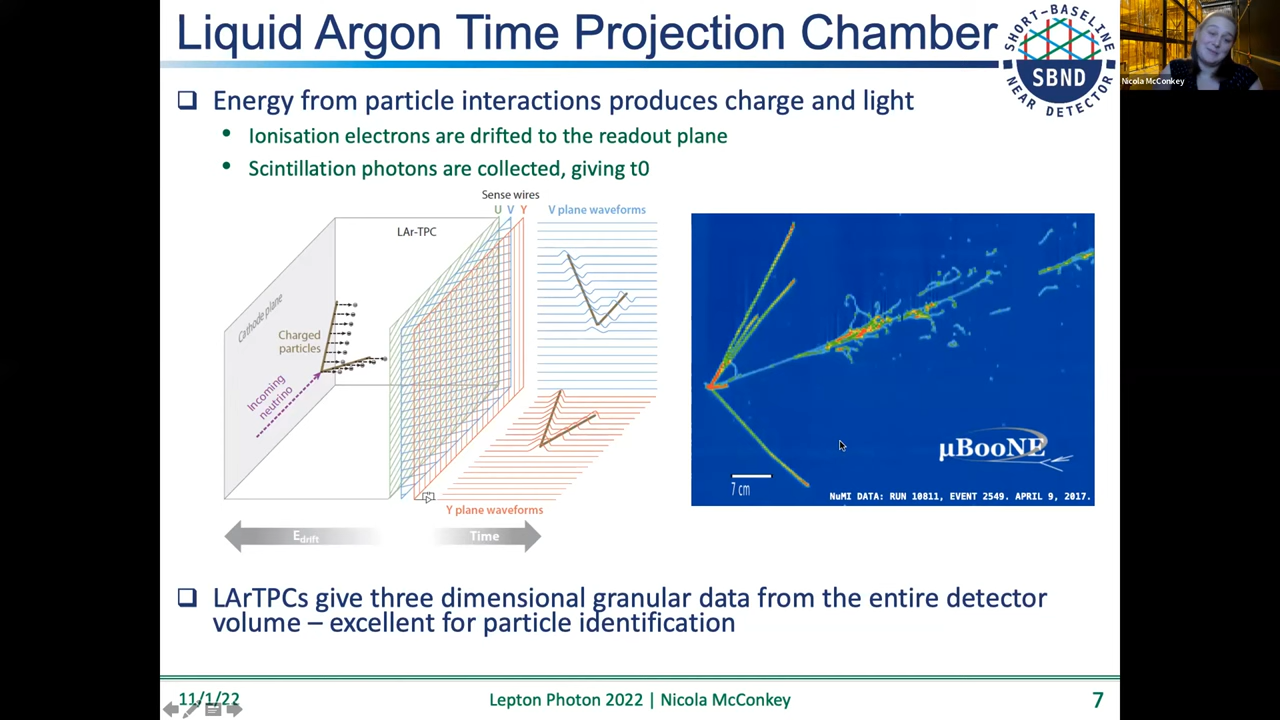 Liquid Argon Time Projection Chamber
SHORT-BASELINE
SBND
NEAR DETECTOR
Nicola McConkey
Energy from particle interactions produces charge and light
Ionisation electrons are drifted to the readout plane
Scintillation photons are collected, giving t0
Sense wires
U V Y
V plane waveforms
LAr-TPC
Cathode plane
Charged
particles
Incoming
neutrino
Y plane waveforms
Edrift
Time
µBooNE
7 cm
NuMI DATA: RUN 10811, EVENT 2549. APRIL 9, 2017.
LArTPCs give three dimensional granular data from the entire detector
volume – excellent for particle identification
11/1/22
Lepton Photon 2022 | Nicola McConkey
7